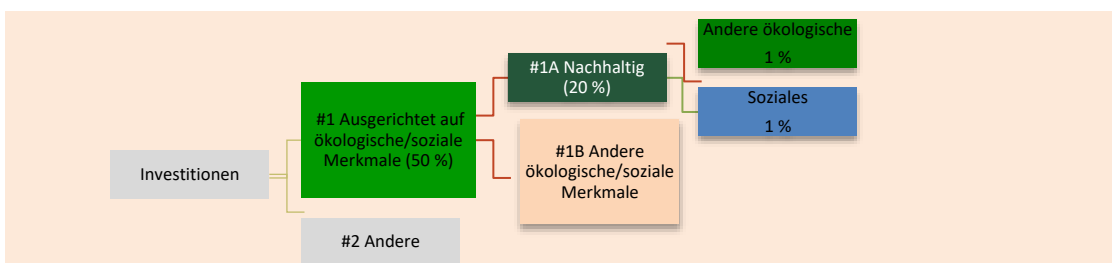 Investitionen
#1 Ausgerichtet auf
ökologische/soziale
Merkmale (50 %)
#2 Andere
#1A Nachhaltig
(20 %)
#1B Andere
ökologische/soziale
Merkmale
Andere ökologische
1 %
Soziales
1 %